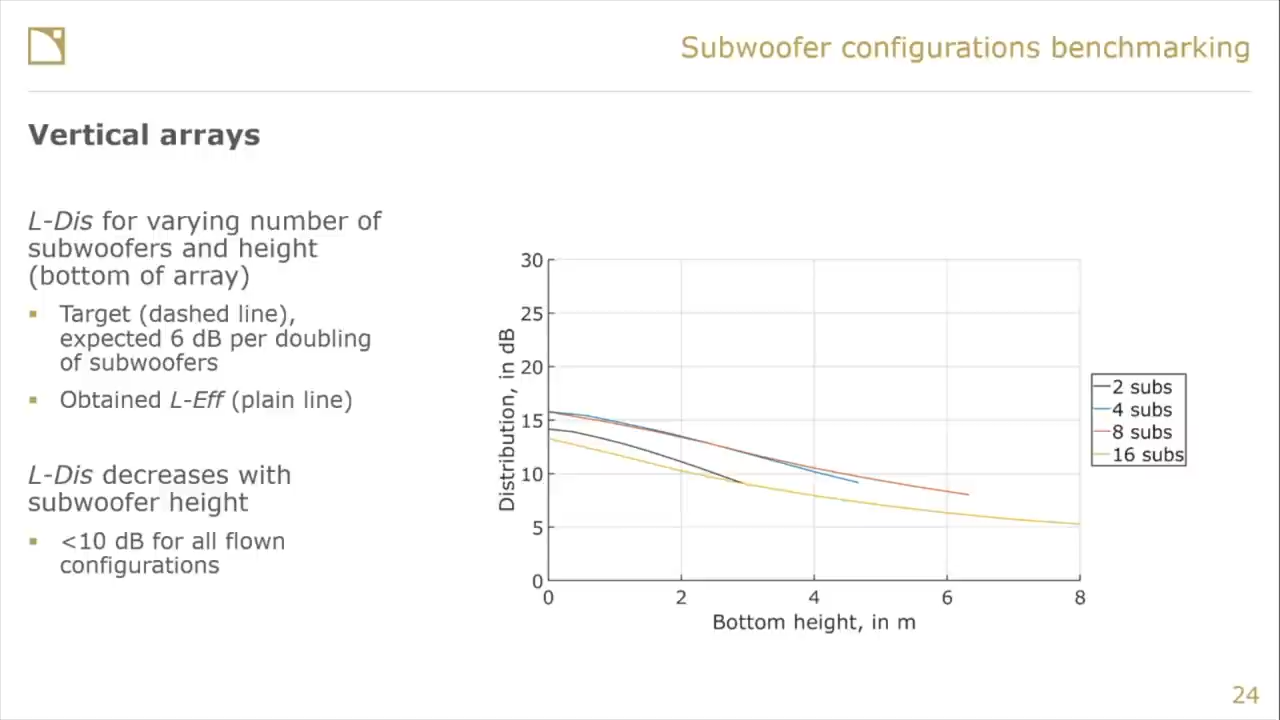 Subwoofer configurations benchmarking
Vertical arrays
L-Dis for varying number of
subwoofers and height
(bottom of array)
▪ Target (dashed line),
expected 6 dB per doubling
of subwoofers
▪ Obtained L-Eff (plain line)
L-Dis decreases with
subwoofer height
▪ <10 dB for all flown
configurations
Distribution, in dB
30
25
20
15
10
5
0
0 2 4 6 8
Bottom height, in m
2 subs
4 subs
8 subs
16 subs
24